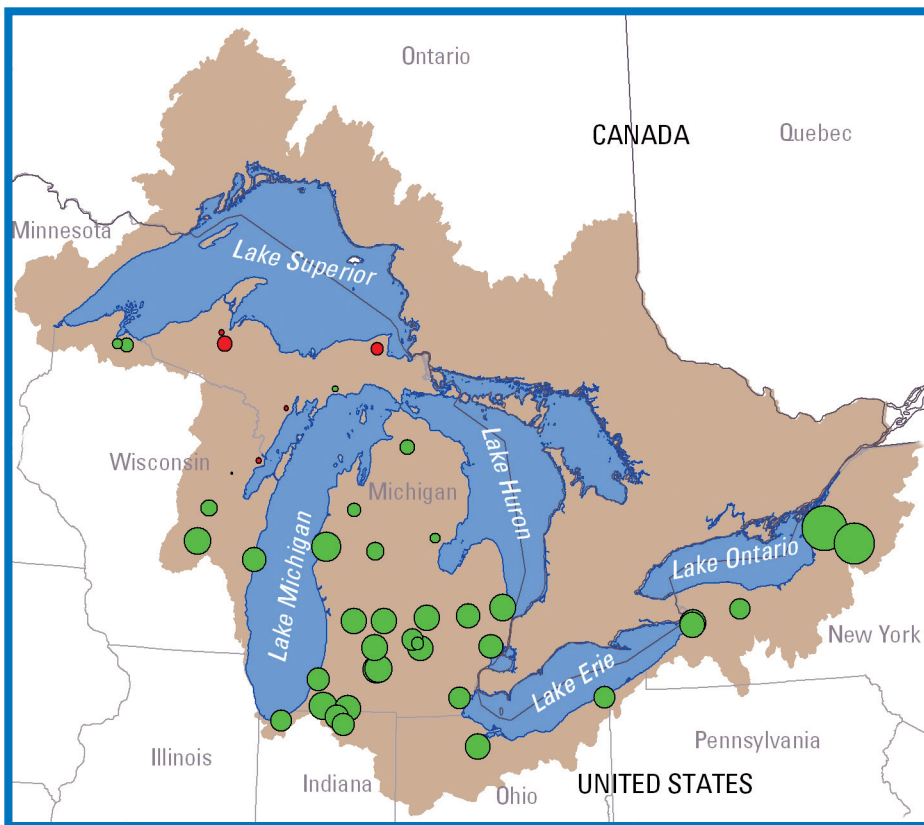 Ontario
CANADA
Quebec
Minnesota
Lake Superior
Wisconsin
Michigan
Lake Huron
Lake Michigan
Lake Ontario
New York
Lake Erie
Pennsylvania
Illinois
Indiana
Ohio
UNITED STATES